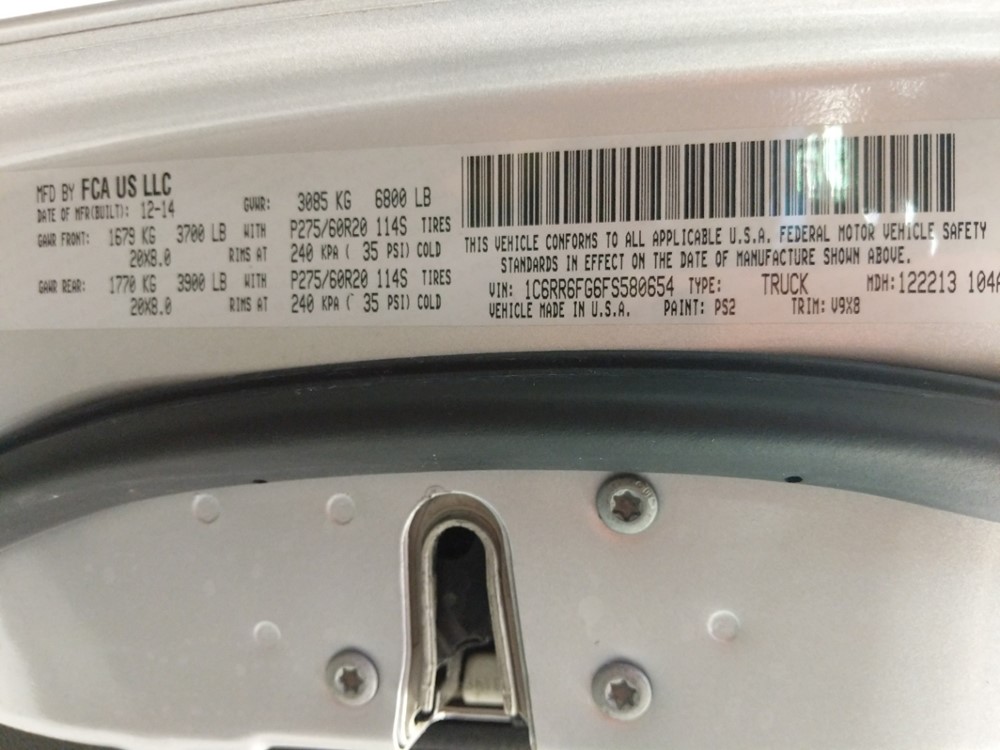 MFD BY FCA US LLC
DATE OF MFR(BUILT): 12-14
GVWR: 3085 KG 6800 LB
GAWR FRONT: 1679 KG 3700 LB WITH P275/60R20 114S TIRES
20X8.0 RIMS AT 240 KPA ( 35 PSI) COLD
GAWR REAR: 1770 KG 3900 LB WITH P275/60R20 114S TIRES
20X8.0 RIMS AT 240 KPA ( 35 PSI) COLD
THIS VEHICLE CONFORMS TO ALL APPLICABLE U.S.A. FEDERAL MOTOR VEHICLE SAFETY
STANDARDS IN EFFECT ON THE DATE OF MANUFACTURE SHOWN ABOVE.
VIN: 1C6RR6FG6FS580654 TYPE: TRUCK MDH:122213 104A
VEHICLE MADE IN U.S.A. PAINT: PS2 TRIM: V9X8